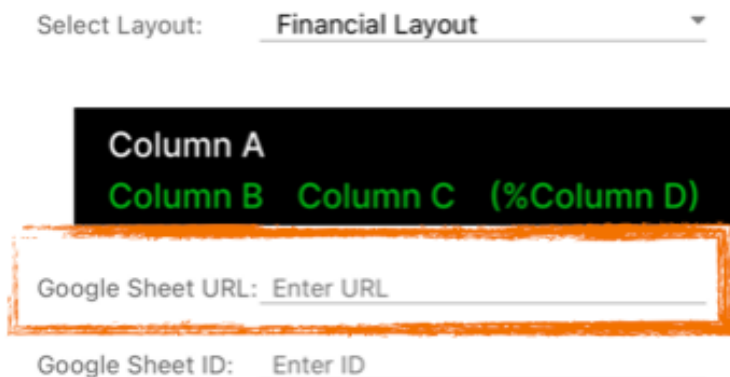 Select Layout: Financial Layout
Column A
Column B Column C (%Column D)
Google Sheet URL: Enter URL
Google Sheet ID: Enter ID